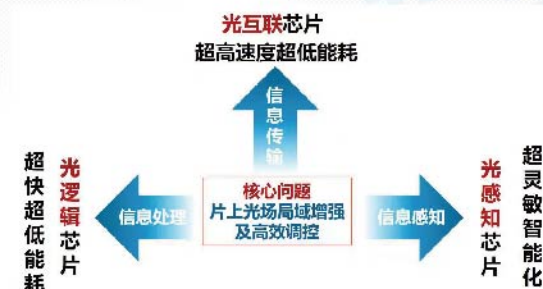 光互联芯片
超高速度超低能耗
信息传输
超快超低能耗
光逻辑芯片
信息处理
核心问题
片上光场局域增强
及高效调控
信息感知
光感知芯片
超灵敏智能化